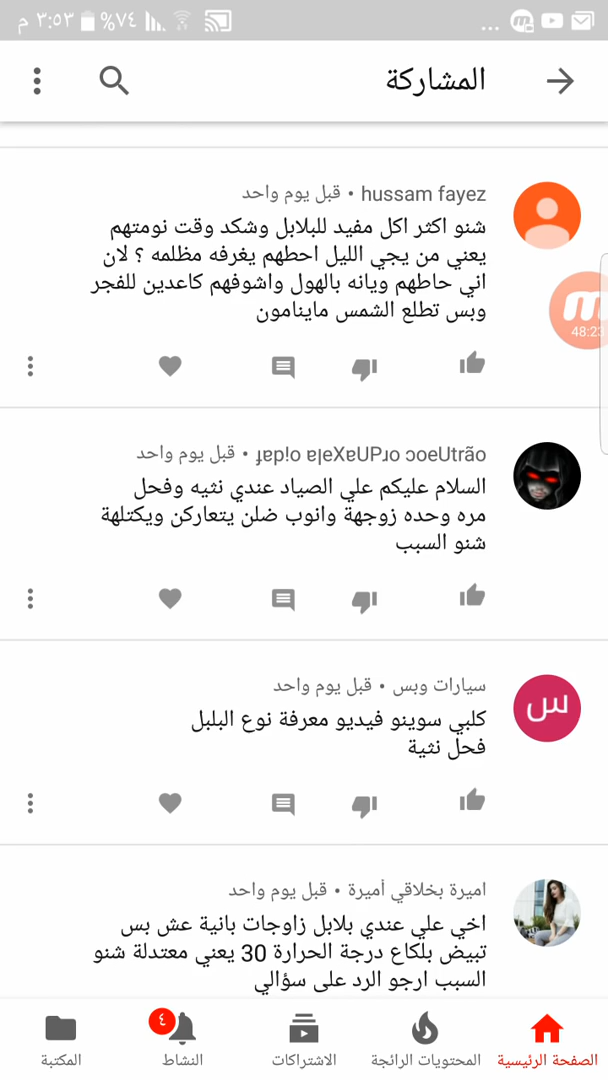 ٣:٥٣ م
%٧٤
...
المشاركة
hussam fayez • قبل يوم واحد
شنو اكثر اكل مفيد للبلابل وشكد وقت نومتهم
يعني من يجي الليل احطهم يغرفه مظلمه ؟ لان
اني حاطهم ويانه بالهول واشوفهم كاعدين للفجر
وبس تطلع الشمس ماينامون
48:23
قبل يوم واحد
السلام عليكم علي الصياد عندي نثيه وفحل
مره وحده زوجهة وانوب ضلن يتعاركن ويكتلهة
شنو السبب
س
سيارات وبس • قبل يوم واحد
كلبي سوينو فيديو معرفة نوع البلبل
فحل نثية
اميرة بخلاقي أميرة • قبل يوم واحد
اخي علي عندي بلابل زاوجات بانية عش بس
تبيض بلكاع درجة الحرارة 30 يعني معتدلة شنو
السبب ارجو الرد على سؤالي
٤
الصفحة الرئيسية
المحتويات الرائجة
الاشتراكات
النشاط
المكتبة